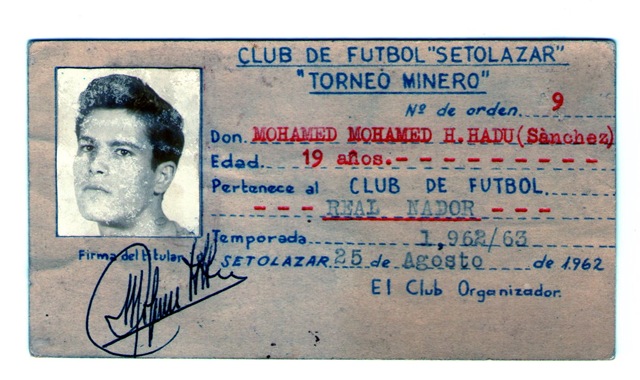 CLUB DE FUTBOL "SETOLAZAR"
"TORNEO MINERO"
Nº de orden. 9
Don. MOHAMED MOHAMED H.HADU(Sànchez)
Edad. 19 años.- - - - - - - - - -
Pertenece al CLUB DE FUTBOL.
- - - REAL NADOR - - -
Temporada 1,962/63
Firma del titular
SETOLAZAR 25 de Agosto de 1.962
El Club Organizador.